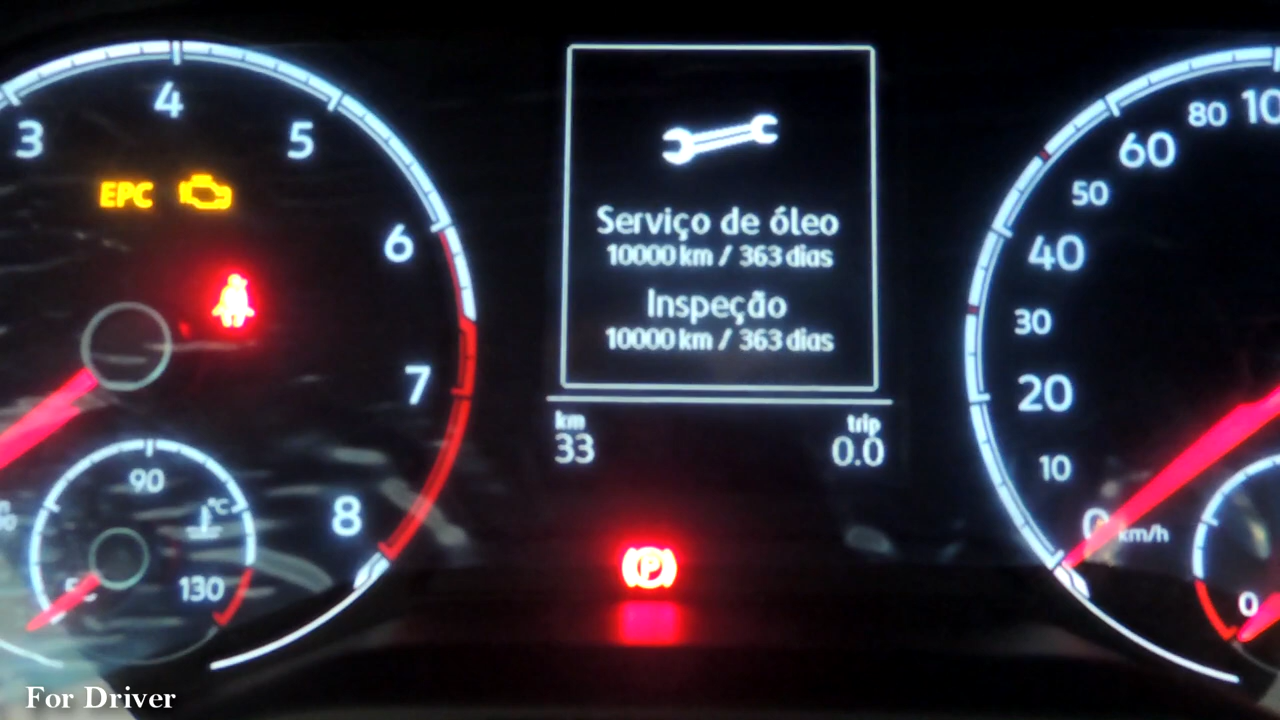 3
4
5
6
7
8
EPC
90
°C
130
Serviço de óleo
10000 km / 363 dias
Inspeção
10000 km / 363 dias
km
33
trip
0.0
P
80
60
50
40
30
20
10
0
km/h
0
For Driver